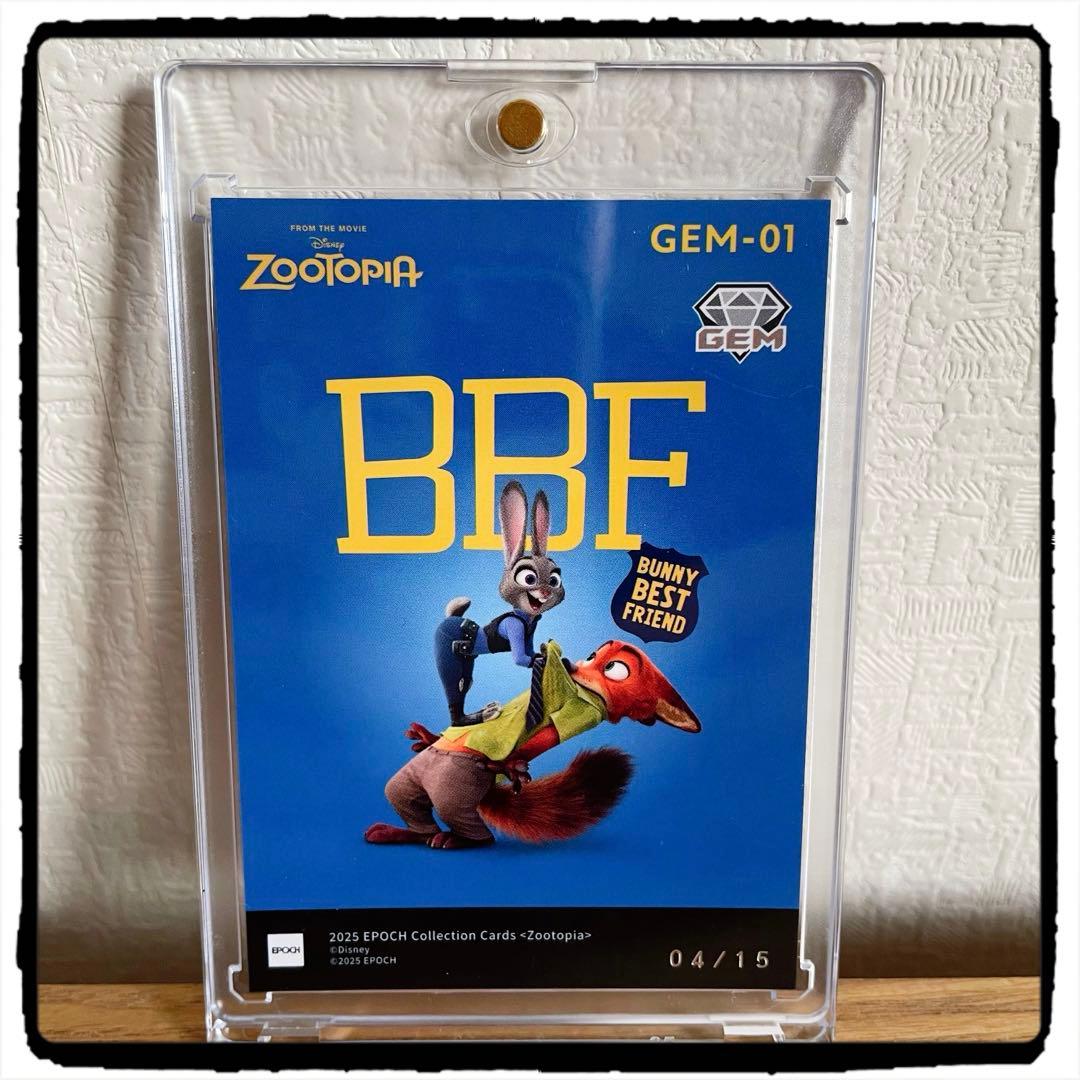 FROM THE MOVIE
Disney
ZOOTOPIA
GEM-01
GEM
BBF
BUNNY
BEST
FRIEND
EPOCH
2025 EPOCH Collection Cards <Zootopia>
©Disney
©2025 EPOCH
04/15